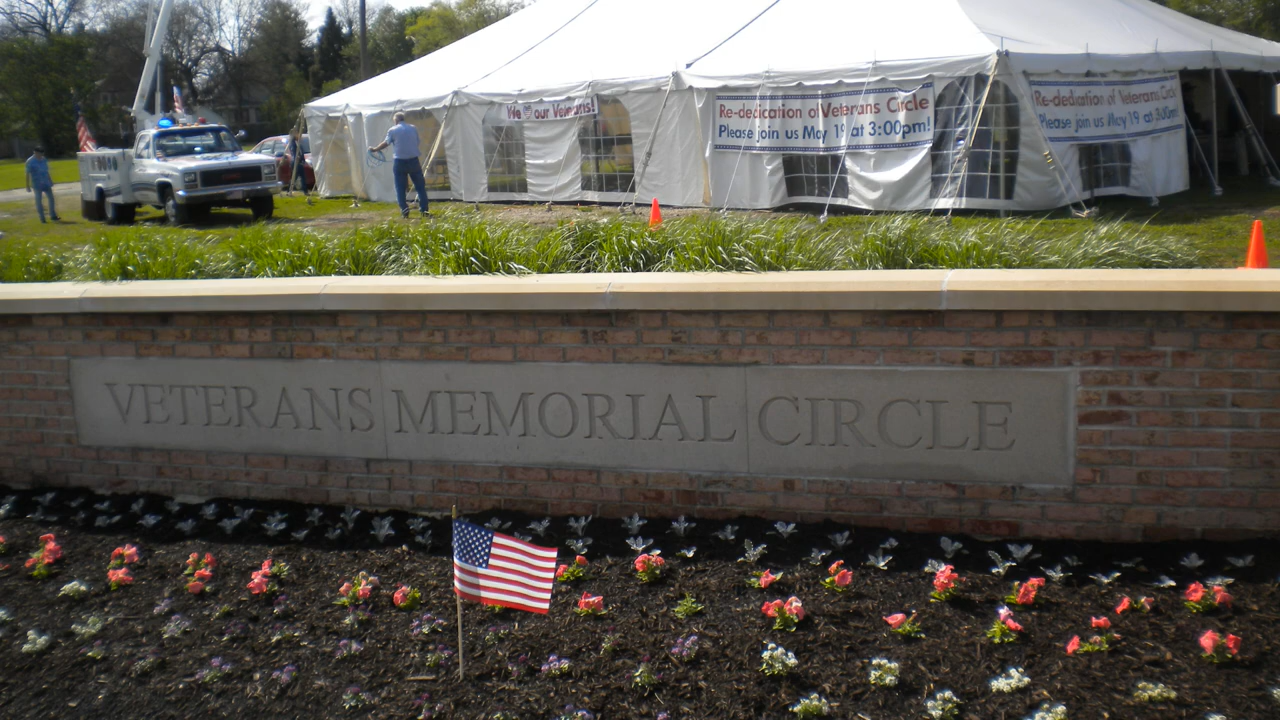 We our Veterans!
Re-dedication of Veterans Circle
Please join us May 19 at 3:00pm!
Re-dedication of Veterans Circle
Please join us May 19 at 3:00pm!
VETERANS MEMORIAL CIRCLE